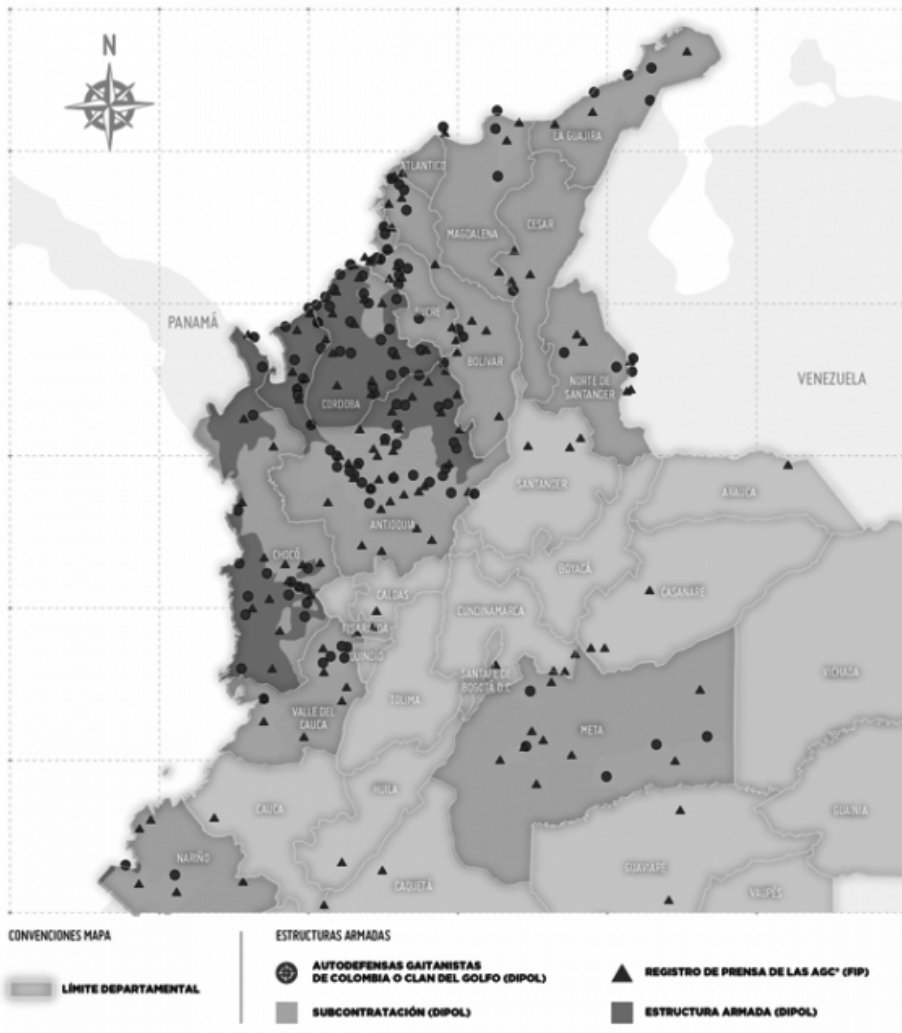 N
LA GUAJIRA
ATLÁNTICO
MAGDALENA
CESAR
PANAMÁ
SUCRE
BOLIVAR
VENEZUELA
NORTE DE
SANTANDER
CORDOBA
SANTANDER
ARAUCA
ANTIOQUIA
CHOCÓ
BOYACÁ
CASANARE
CALDAS
CUNDINAMARCA
RISARALDA
QUINDÍO
SANTAFE DE
BOGOTÁ D.C
VICHADA
TOLIMA
VALLE DEL
CAUCA
META
HUILA
CAUCA
GUAINÍA
NARIÑO
GUAVIARE
CAQUETÁ
VAUPÉS
CONVENCIONES MAPA
LÍMITE DEPARTAMENTAL
ESTRUCTURAS ARMADAS
AUTODEFENSAS GAITANISTAS
DE COLOMBIA O CLAN DEL GOLFO (DIPOL)
REGISTRO DE PRENSA DE LAS AGC* (FIP)
SUBCONTRATACIÓN (DIPOL)
ESTRUCTURA ARMADA (DIPOL)